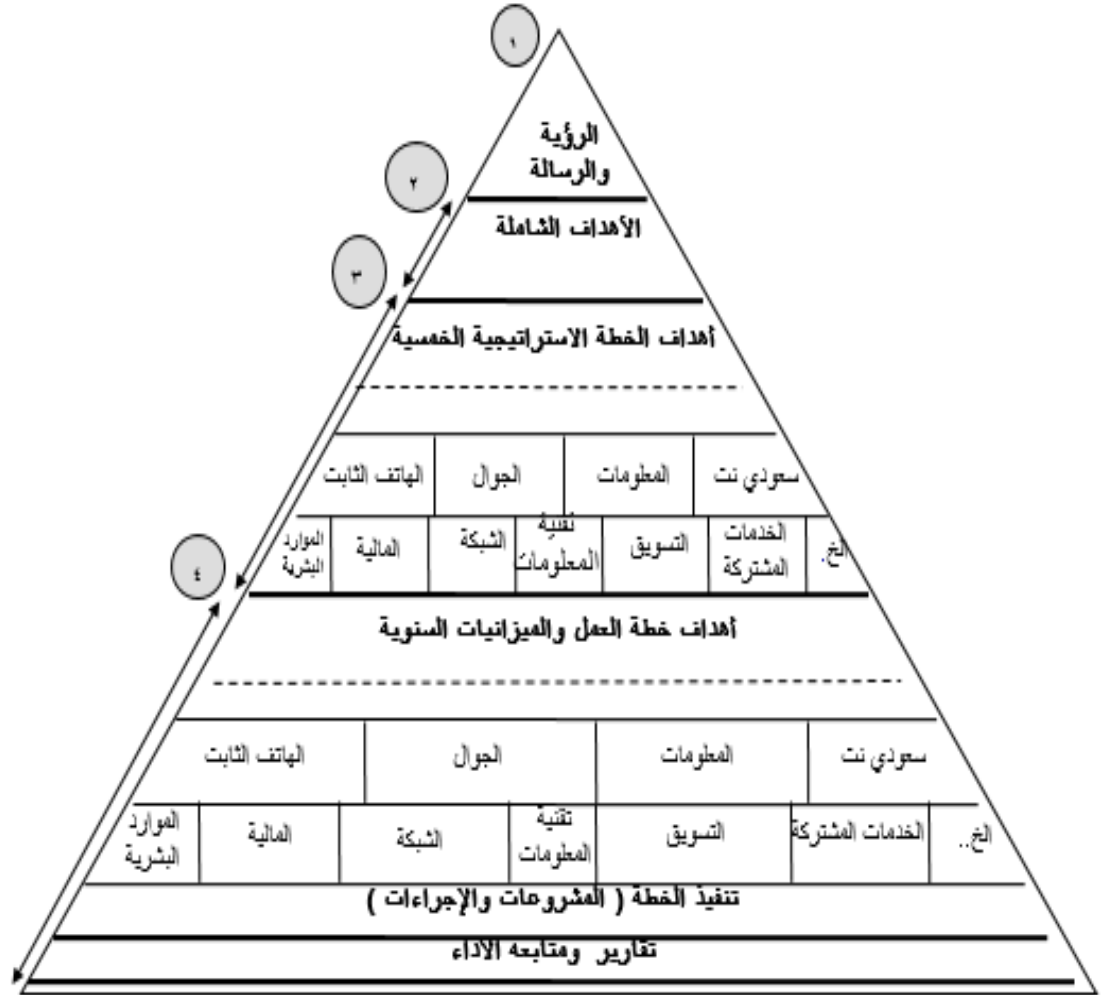 ١
الرؤية
والرسالة
٢
الأهداف الشاملة
٣
أهداف الخطة الاستراتيجية الخمسية
سعودي نت
المعلومات
الجوال
الهاتف الثابت
الخ.
الخدمات
المشتركة
التسويق
تقنية
المعلومات
الشبكة
المالية
الموارد
البشرية
٤
أهداف خطة العمل والميزانيات السنوية
سعودي نت
المعلومات
الجوال
الهاتف الثابت
الخ..
الخدمات المشتركة
التسويق
تقنية
المعلومات
الشبكة
المالية
الموارد
البشرية
تنفيذ الخطة ( المشروعات والإجراءات )
تقارير ومتابعه الاداء